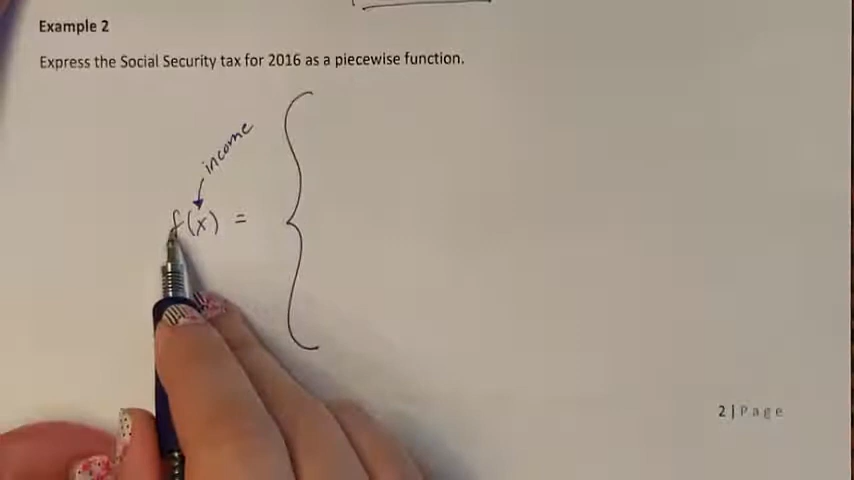 Example 2
Express the Social Security tax for 2016 as a piecewise function.
income
f(x) = {
2 | Page